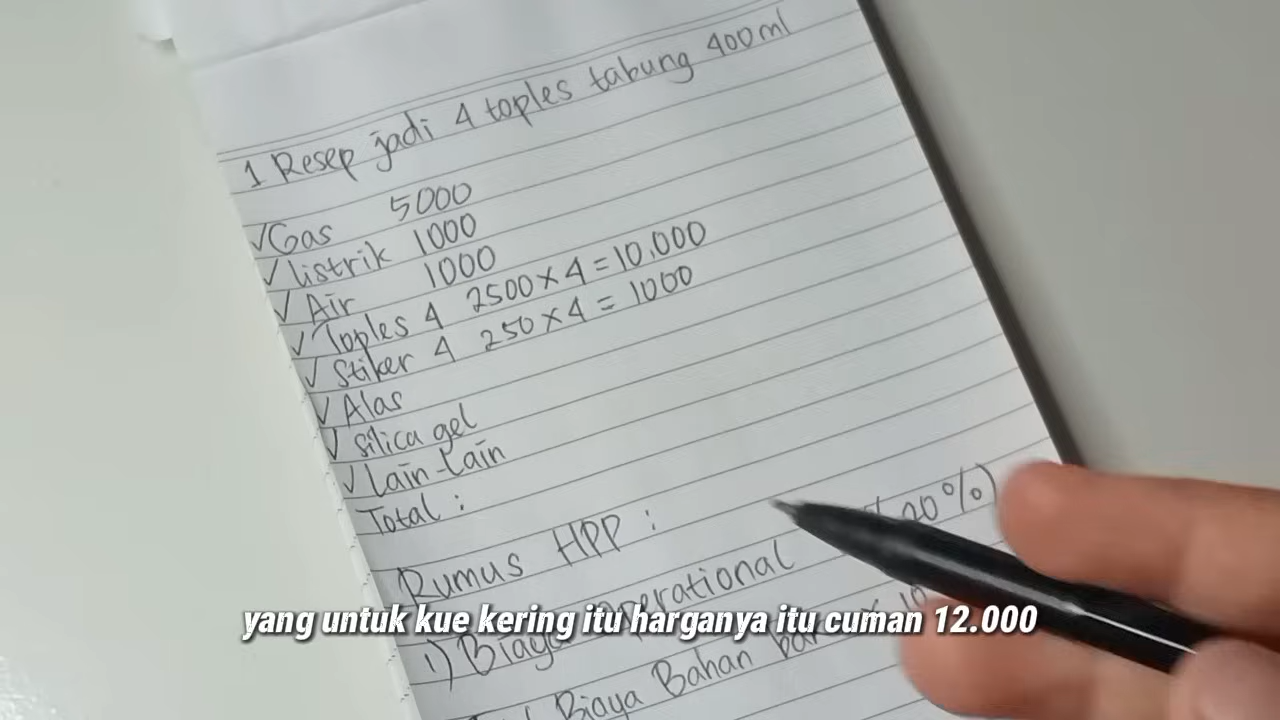 1 Resep jadi 4 toples tabung 400ml
✓Gas 5000
✓listrik 1000
✓Air 1000
✓Toples 4 2500×4=10.000
✓Stiker 4 250×4= 1000
✓Alas
✓silica gel
✓lain-lain
Total :
Rumus HPP :
1) Biaya operational 20%)
Biaya Bahan
yang untuk kue kering itu harganya itu cuman 12.000